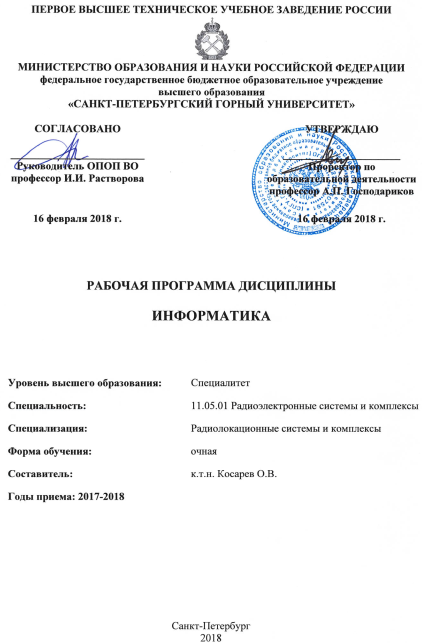 ПЕРВОЕ ВЫСШЕЕ ТЕХНИЧЕСКОЕ УЧЕБНОЕ ЗАВЕДЕНИЕ РОССИИ
МИНИСТЕРСТВО ОБРАЗОВАНИЯ И НАУКИ РОССИЙСКОЙ ФЕДЕРАЦИИ
федеральное государственное бюджетное образовательное учреждение
высшего образования
«САНКТ-ПЕТЕРБУРГСКИЙ ГОРНЫЙ УНИВЕРСИТЕТ»
СОГЛАСОВАНО
Руководитель ОПОП ВО
профессор И.И. Растворова
16 февраля 2018 г.
УТВЕРЖДАЮ
Проректор по
образовательной деятельности
профессор А.П. Господариков
16 февраля 2018 г.
РАБОЧАЯ ПРОГРАММА ДИСЦИПЛИНЫ
ИНФОРМАТИКА
Уровень высшего образования: Специалитет
Специальность: 11.05.01 Радиоэлектронные системы и комплексы
Специализация: Радиолокационные системы и комплексы
Форма обучения: очная
Составитель: к.т.н. Косарев О.В.
Годы приема: 2017-2018
Санкт-Петербург
2018